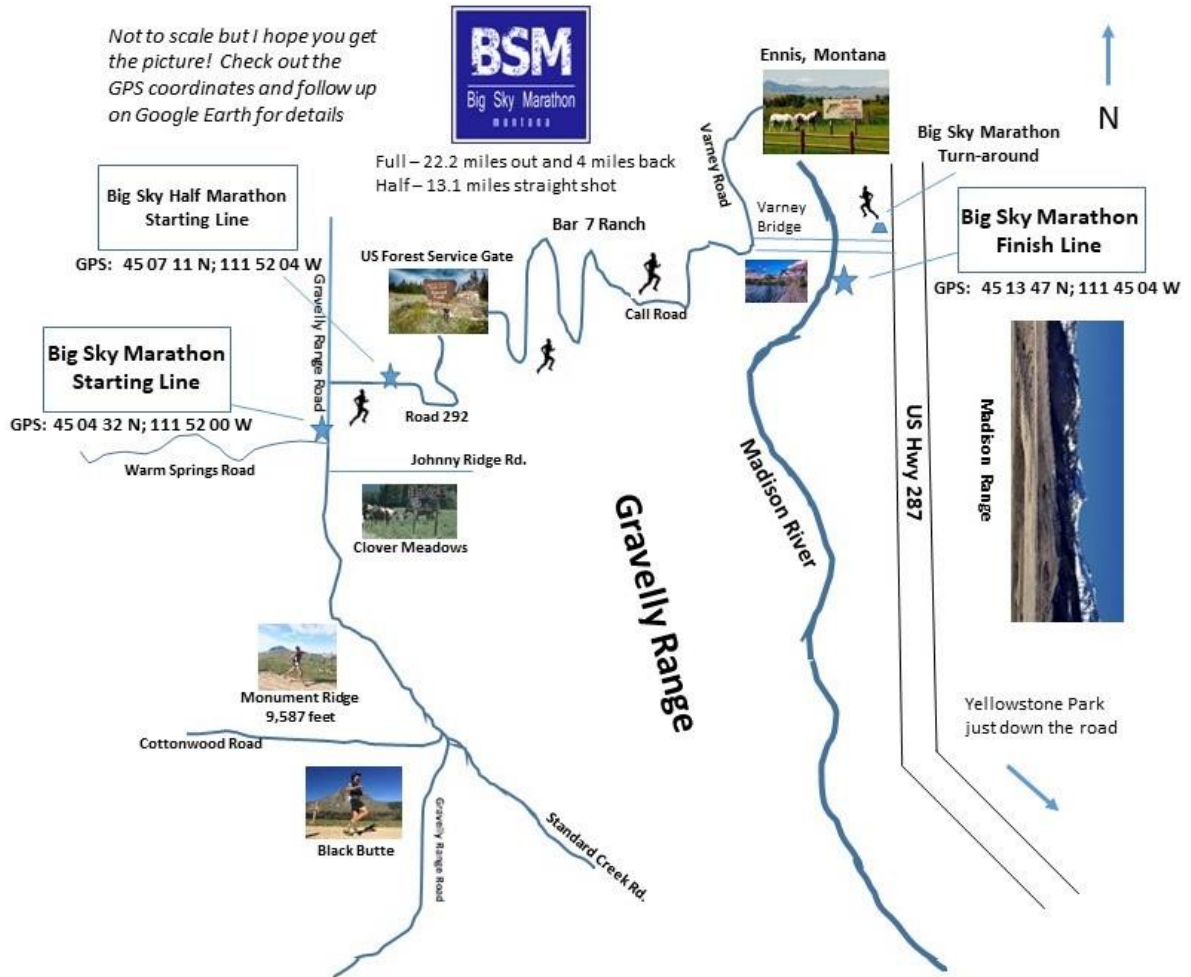 Not to scale but I hope you get
the picture! Check out the
GPS coordinates and follow up
on Google Earth for details
BSM
Big Sky Marathon
montana
Full – 22.2 miles out and 4 miles back
Half – 13.1 miles straight shot
Ennis, Montana
N
Big Sky Marathon
Turn-around
Varney Road
Big Sky Half Marathon
Starting Line
GPS: 45 07 11 N; 111 52 04 W
Bar 7 Ranch
Varney
Bridge
Big Sky Marathon
Finish Line
GPS: 45 13 47 N; 111 45 04 W
US Forest Service Gate
Gravelly Range Road
Call Road
Big Sky Marathon
Starting Line
GPS: 45 04 32 N; 111 52 00 W
Road 292
Warm Springs Road
Johnny Ridge Rd.
Clover Meadows
Gravelly Range
Madison River
US Hwy 287
Madison Range
Monument Ridge
9,587 feet
Cottonwood Road
Yellowstone Park
just down the road
Black Butte
Gravelly Range Road
Standard Creek Rd.